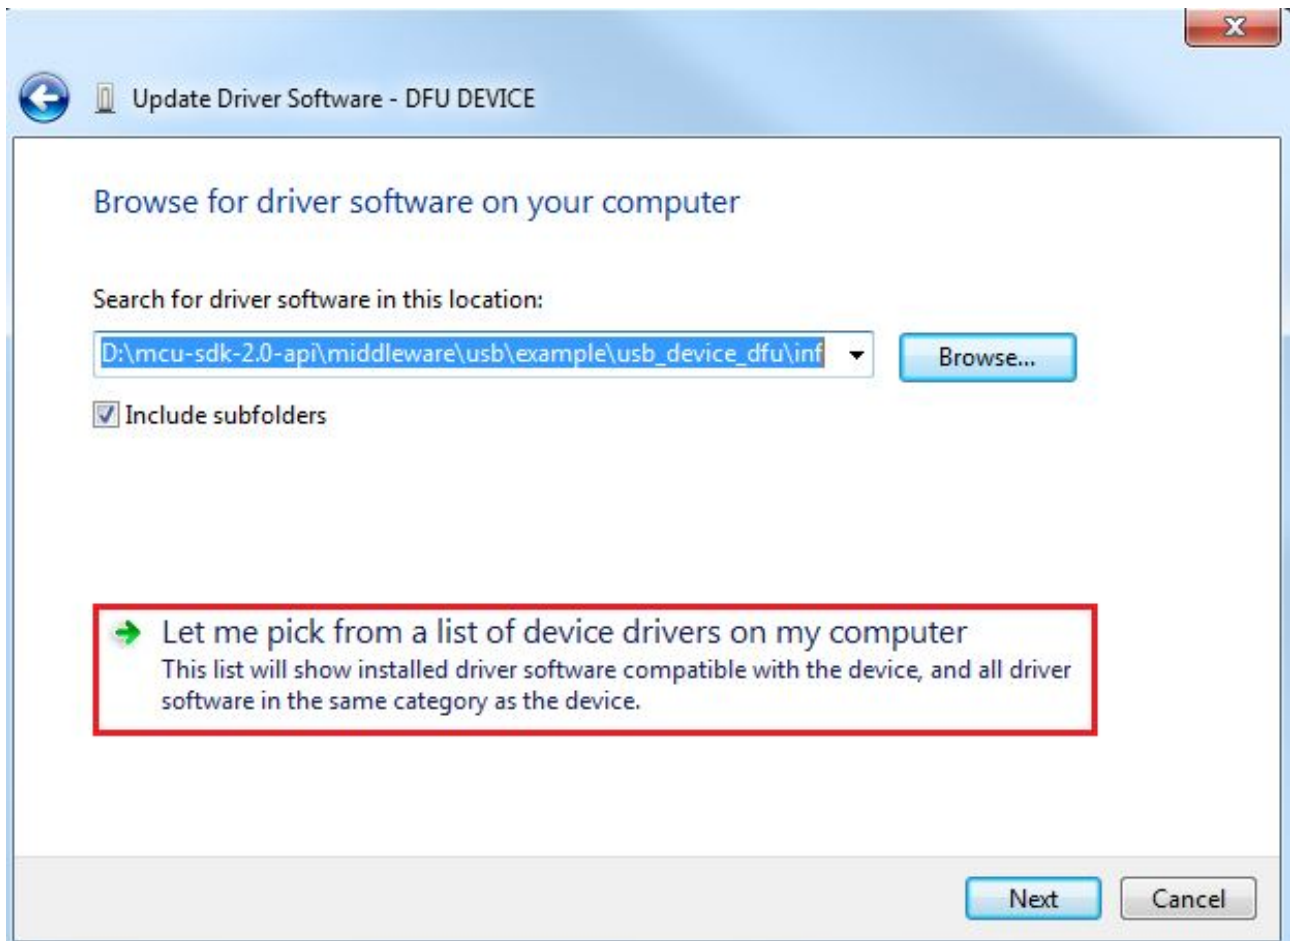 Update Driver Software - DFU DEVICE
Browse for driver software on your computer
Search for driver software in this location:
D:\mcu-sdk-2.0-api\middleware\usb\example\usb_device_dfu\inf
Browse...
Include subfolders
Let me pick from a list of device drivers on my computer
This list will show installed driver software compatible with the device, and all driver
software in the same category as the device.
Next
Cancel